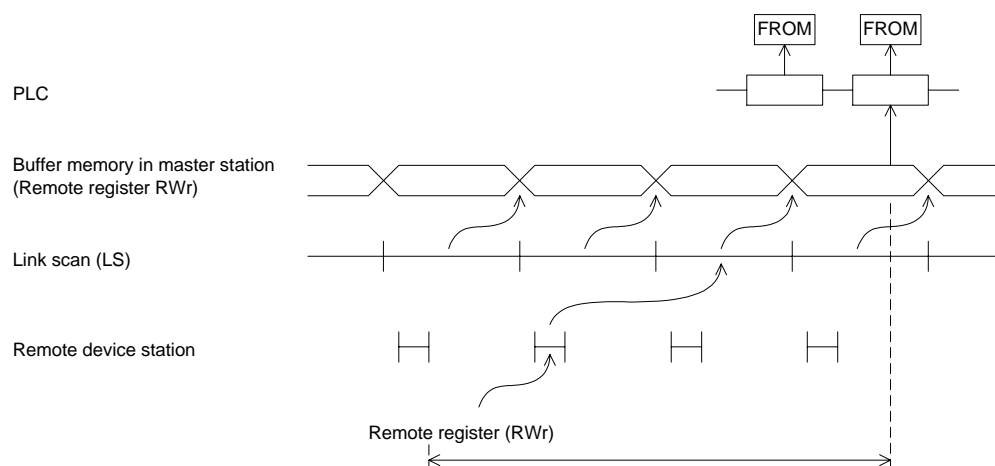 FROM FROM
PLC
Buffer memory in master station
(Remote register RWr)
Link scan (LS)
Remote device station
Remote register (RWr)